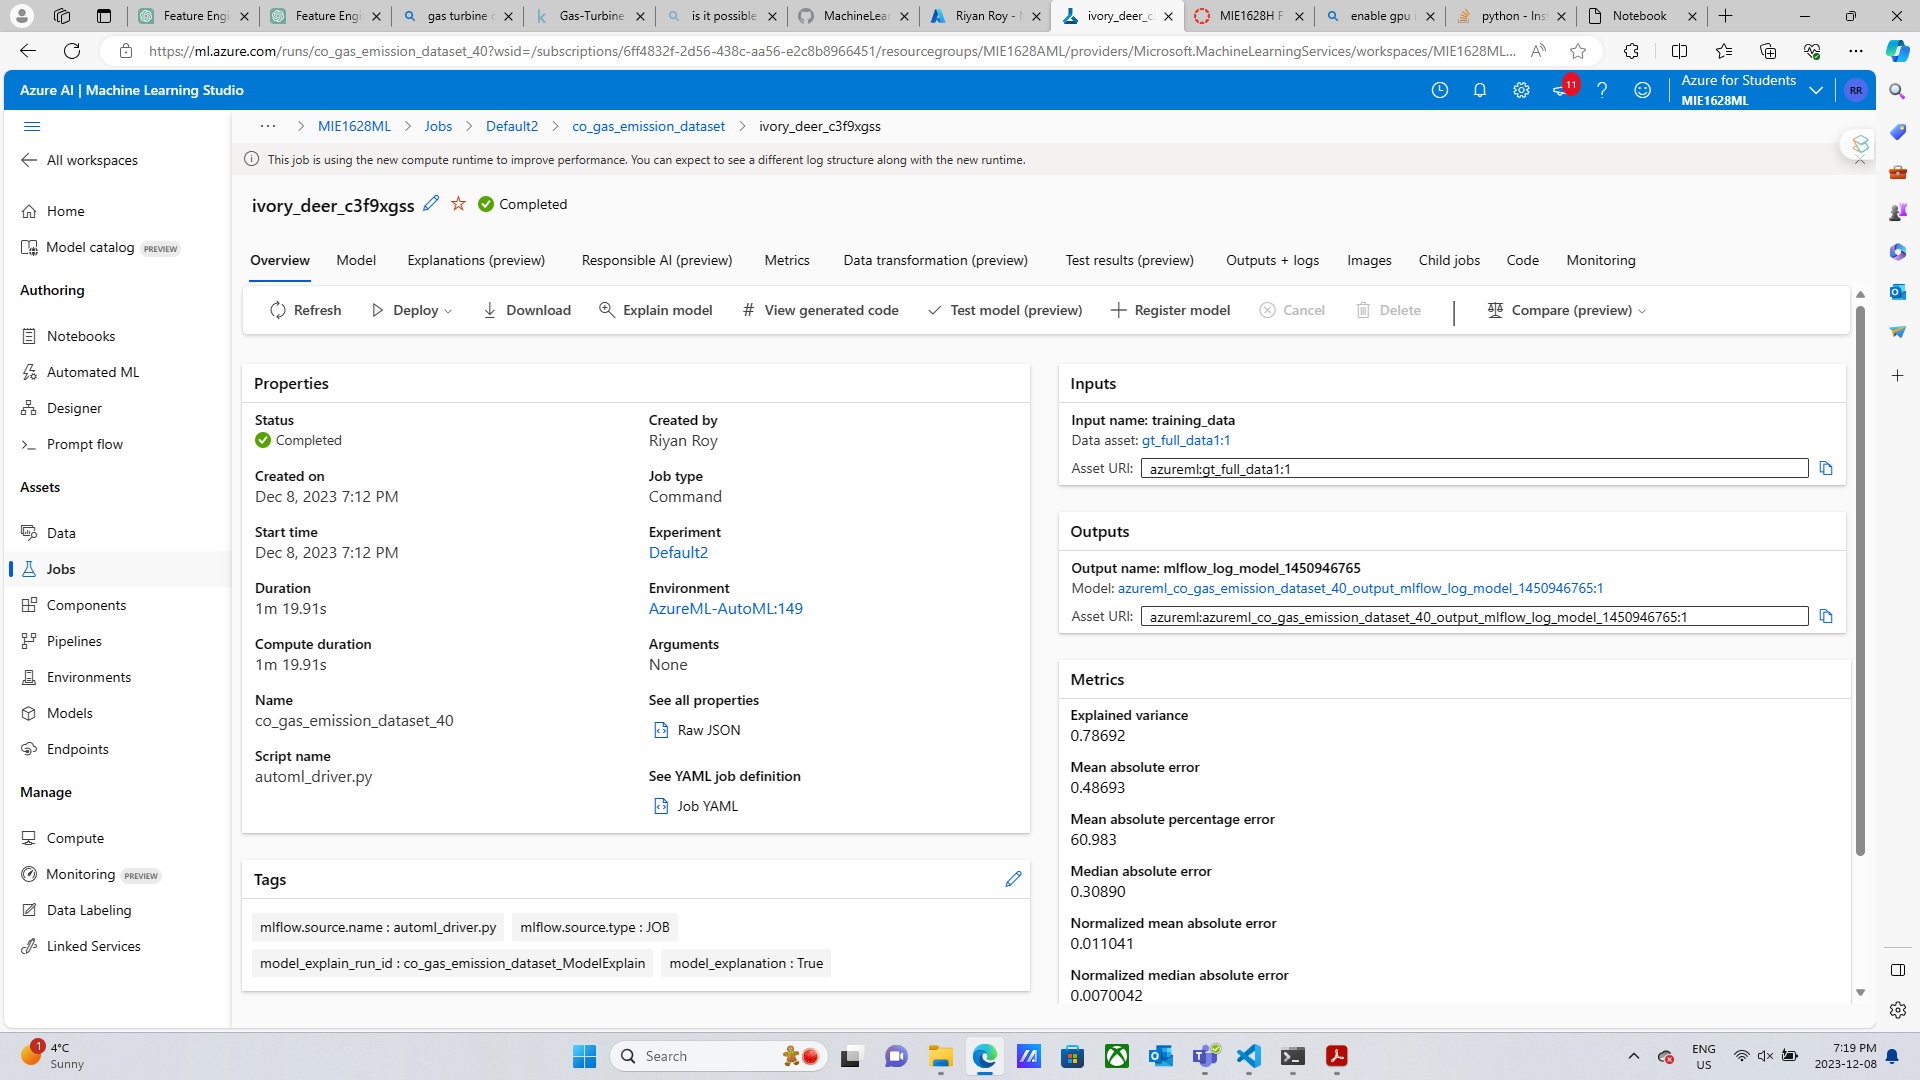 Feature Engi
Feature Engi
gas turbine c
Gas-Turbine
is it possible
MachineLear
Riyan Roy - 
ivory_deer_c
MIE1628H F
enable gpu i
python - Inst
Notebook
https://ml.azure.com/runs/co_gas_emission_dataset_40?wsid=/subscriptions/6ff4832f-2d56-438c-aa56-e2c8b8966451/resourcegroups/MIE1628AML/providers/Microsoft.MachineLearningServices/workspaces/MIE1628ML...
Azure AI | Machine Learning Studio
11
Azure for Students
MIE1628ML
RR
All workspaces
Home
Model catalog PREVIEW
Authoring
Notebooks
Automated ML
Designer
Prompt flow
Assets
Data
Jobs
Components
Pipelines
Environments
Models
Endpoints
Manage
Compute
Monitoring PREVIEW
Data Labeling
Linked Services
... > MIE1628ML > Jobs > Default2 > co_gas_emission_dataset > ivory_deer_c3f9xgss
This job is using the new compute runtime to improve performance. You can expect to see a different log structure along with the new runtime.
ivory_deer_c3f9xgss Completed
Overview Model Explanations (preview) Responsible AI (preview) Metrics Data transformation (preview) Test results (preview) Outputs + logs Images Child jobs Code Monitoring
Refresh Deploy Download Explain model # View generated code Test model (preview) Register model Cancel Delete Compare (preview)
Properties
Status
Completed
Created on
Dec 8, 2023 7:12 PM
Start time
Dec 8, 2023 7:12 PM
Duration
1m 19.91s
Compute duration
1m 19.91s
Name
co_gas_emission_dataset_40
Script name
automl_driver.py
Created by
Riyan Roy
Job type
Command
Experiment
Default2
Environment
AzureML-AutoML:149
Arguments
None
See all properties
Raw JSON
See YAML job definition
Job YAML
Tags
mlflow.source.name : automl_driver.py
mlflow.source.type : JOB
model_explain_run_id : co_gas_emission_dataset_ModelExplain
model_explanation : True
Inputs
Input name: training_data
Data asset: gt_full_data1:1
Asset URI: azureml:gt_full_data1:1
Outputs
Output name: mlflow_log_model_1450946765
Model: azureml_co_gas_emission_dataset_40_output_mlflow_log_model_1450946765:1
Asset URI: azureml:azureml_co_gas_emission_dataset_40_output_mlflow_log_model_1450946765:1
Metrics
Explained variance
0.78692
Mean absolute error
0.48693
Mean absolute percentage error
60.983
Median absolute error
0.30890
Normalized mean absolute error
0.011041
Normalized median absolute error
0.0070042
1
4°C
Sunny
Search
ENG
US
7:19 PM
2023-12-08